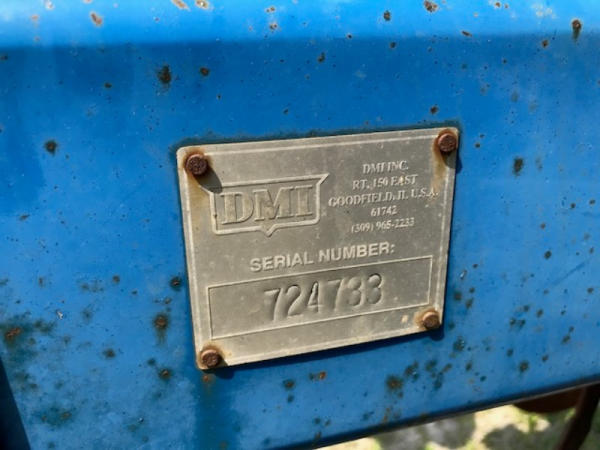 DMI
DMI INC.
RT. 150 EAST
GOODFIELD, IL U.S.A.
61742
(309) 965-2233
SERIAL NUMBER:
724733